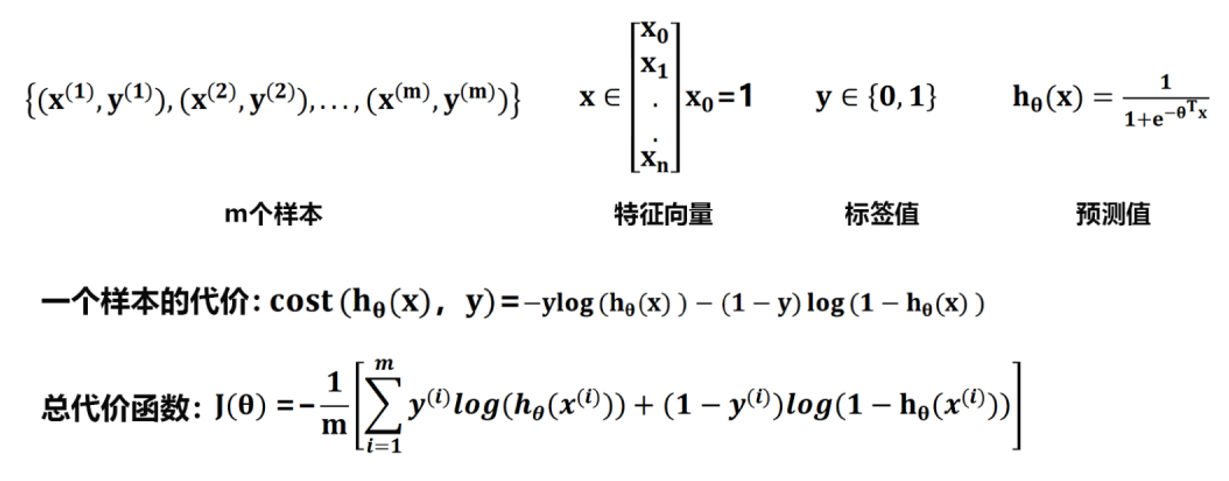 {(x⁽¹⁾, y⁽¹⁾), (x⁽²⁾, y⁽²⁾), . . . , (x⁽ᵐ⁾, y⁽ᵐ⁾)} x ∈ [x₀ x₁ . . xₙ] x₀=1 y ∈ {0, 1} h_θ(x) = 1/(1+e^(−θᵀx))
m个样本 特征向量 标签值 预测值
一个样本的代价: cost (h_θ(x), y)=−ylog (h_θ(x) ) − (1 − y) log (1 − h_θ(x) )
总代价函数: J(θ) =−1/m [∑_{i=1}^{m} y⁽ⁱ⁾log(h_θ(x⁽ⁱ⁾)) + (1 − y⁽ⁱ⁾)log(1 − h_θ(x⁽ⁱ⁾))]